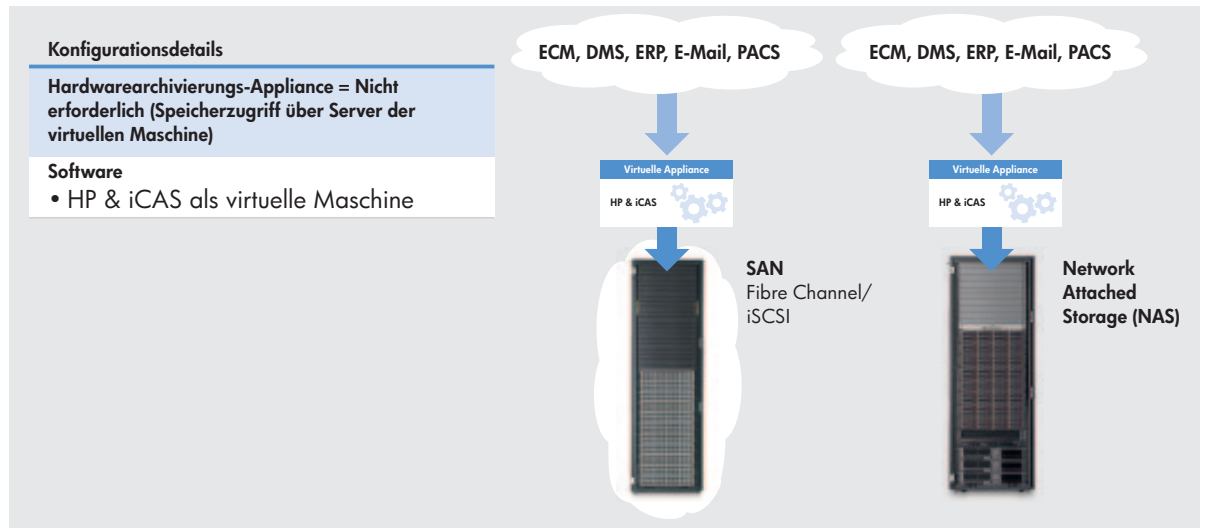 Konfigurationsdetails
Hardwarearchivierungs-Appliance = Nicht
erforderlich (Speicherzugriff über Server der
virtuellen Maschine)
Software
• HP & iCAS als virtuelle Maschine
ECM, DMS, ERP, E-Mail, PACS
Virtuelle Appliance
HP & iCAS
SAN
Fibre Channel/
iSCSI
ECM, DMS, ERP, E-Mail, PACS
Virtuelle Appliance
HP & iCAS
Network
Attached
Storage (NAS)